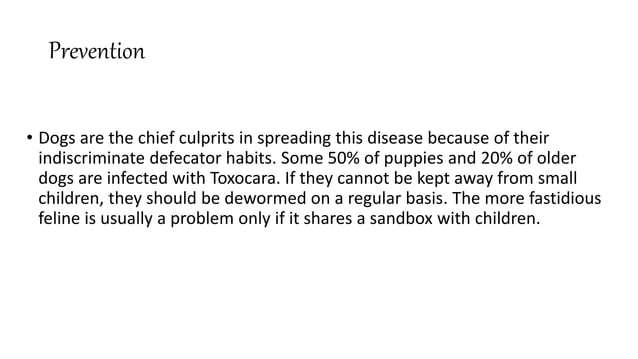 Prevention
• Dogs are the chief culprits in spreading this disease because of their
indiscriminate defecator habits. Some 50% of puppies and 20% of older
dogs are infected with Toxocara. If they cannot be kept away from small
children, they should be dewormed on a regular basis. The more fastidious
feline is usually a problem only if it shares a sandbox with children.